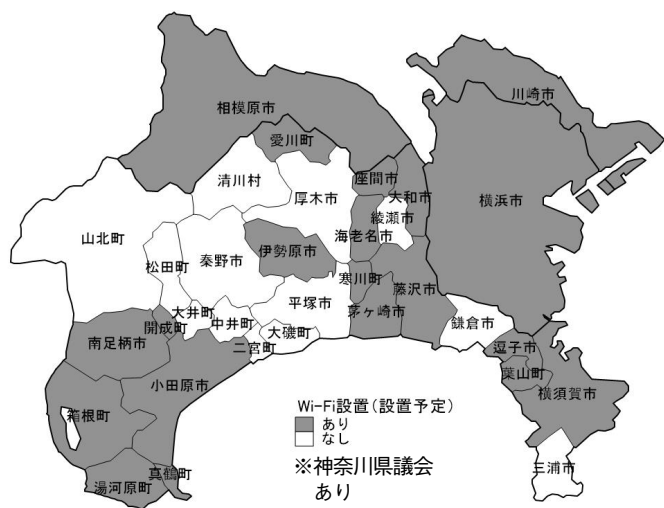 川崎市
相模原市
愛川町
清川村
座間市
厚木市
大和市
横浜市
綾瀬市
海老名市
山北町
秦野市
伊勢原市
松田町
寒川町
藤沢市
大井町
平塚市
茅ヶ崎市
開成町
中井町
鎌倉市
南足柄市
大磯町
二宮町
逗子市
小田原市
葉山町
横須賀市
箱根町
Wi-Fi設置(設置予定)
あり
なし
※神奈川県議会
あり
三浦市
真鶴町
湯河原町